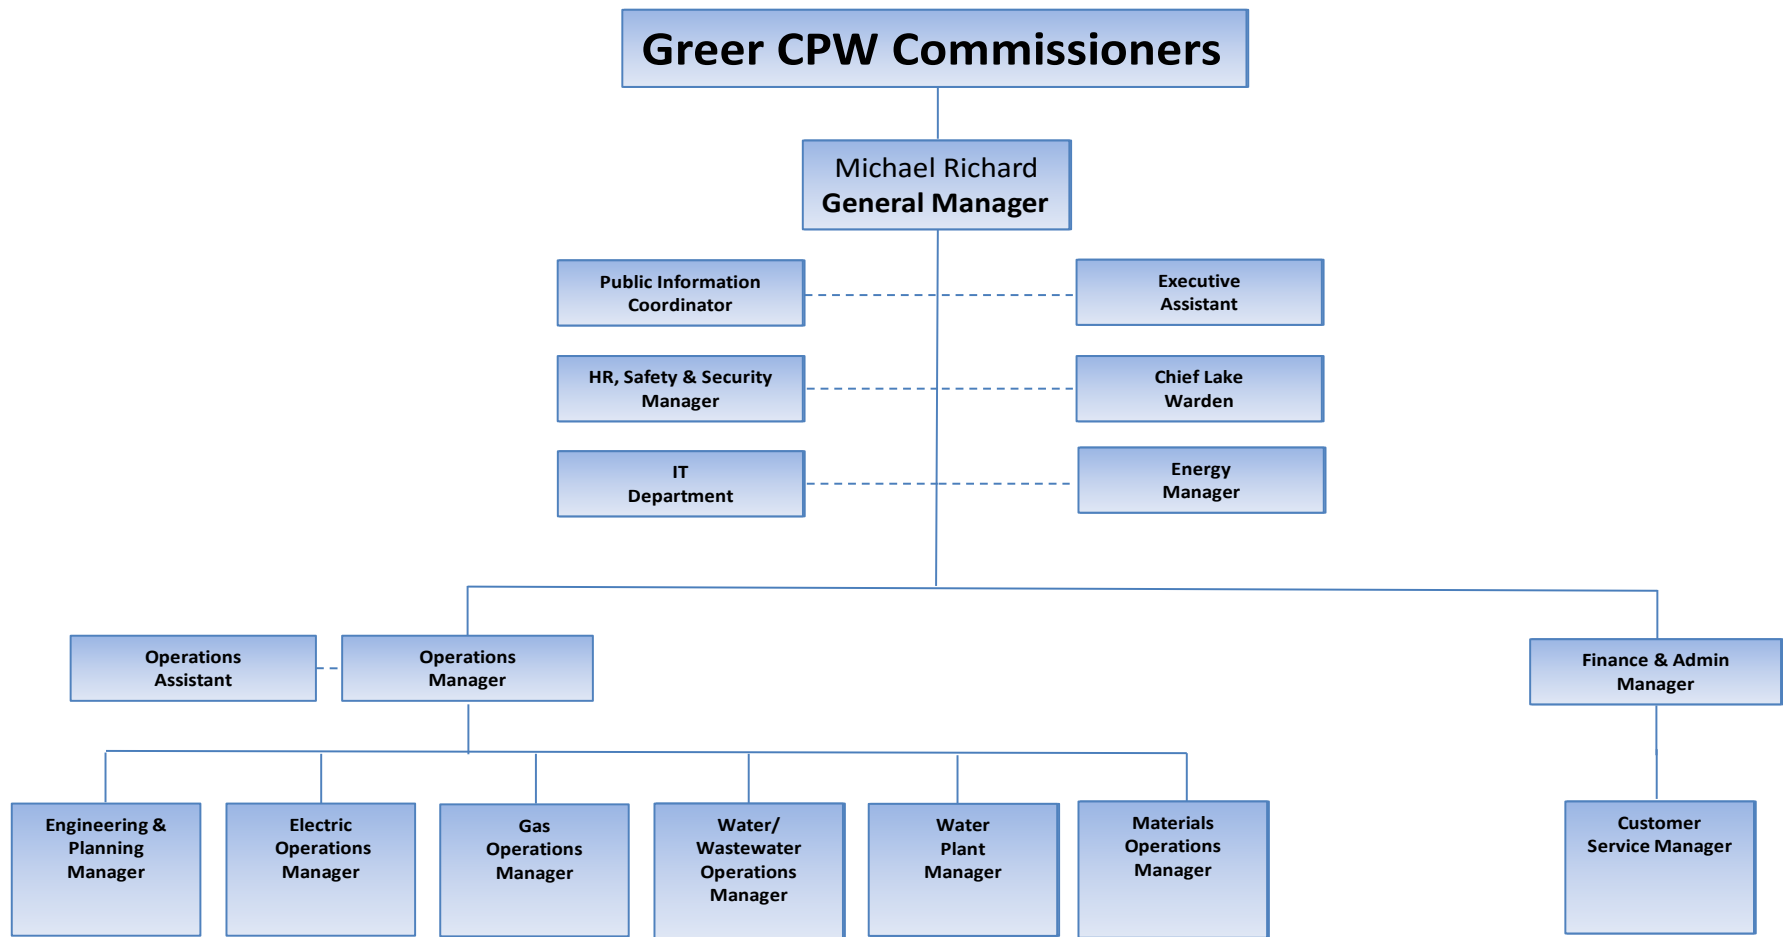 Greer CPW Commissioners
Michael Richard
General Manager
Public Information
Coordinator
Executive
Assistant
HR, Safety & Security
Manager
Chief Lake
Warden
IT
Department
Energy
Manager
Operations
Assistant
Operations
Manager
Finance & Admin
Manager
Engineering &
Planning
Manager
Electric
Operations
Manager
Gas
Operations
Manager
Water/
Wastewater
Operations
Manager
Water
Plant
Manager
Materials
Operations
Manager
Customer
Service Manager